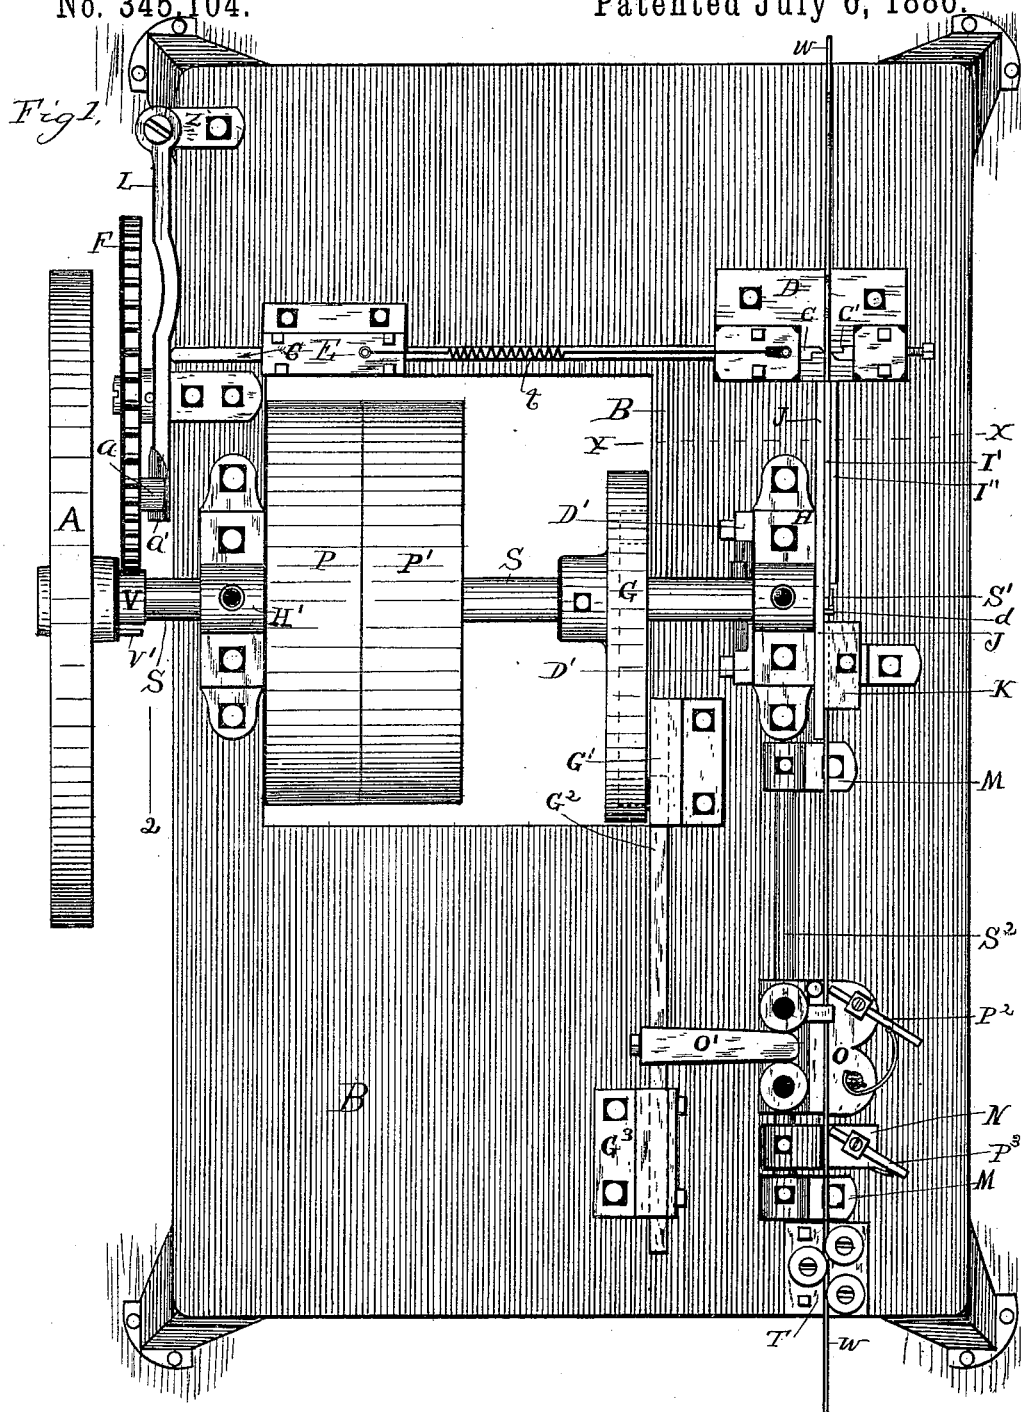 No. 345,104.
Patented July 6, 1886.
Fig 1.
w
Z
L
F
D
C
C'
e
E
t
B
J
Y
X
I'
I''
a
A
a'
D'
H
P
P'
S
G
V
H'
S'
d
J
V'
S
D'
K
G'
M
G²
2
S²
P²
O'
O
B
N
G³
P³
M
T
w